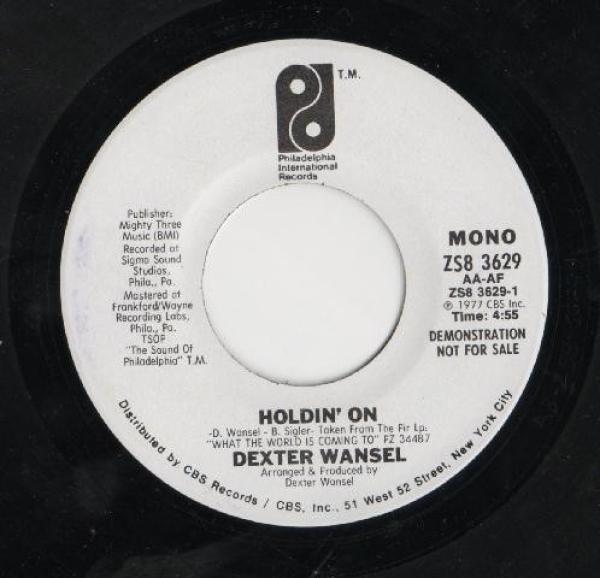 T.M.
Philadelphia
International
Records
Publisher:
Mighty Three
Music (BMI)
Recorded at
Sigma Sound
Studios,
Phila., Pa.
Mastered at
Frankford/Wayne
Recording Labs,
Phila., Pa.
TSOP
"The Sound Of
Philadelphia" T.M.
MONO
ZS8 3629
AA-AF
ZS8 3629-1
℗ 1977 CBS Inc.
Time: 4:55
DEMONSTRATION
NOT FOR SALE
HOLDIN' ON
-D. Wansel - B. Sigler- Taken From The Pir Lp:
"WHAT THE WORLD IS COMING TO" PZ 34487
DEXTER WANSEL
Arranged & Produced by
Dexter Wansel
Distributed by CBS Records / CBS, Inc., 51 West 52 Street, New York City